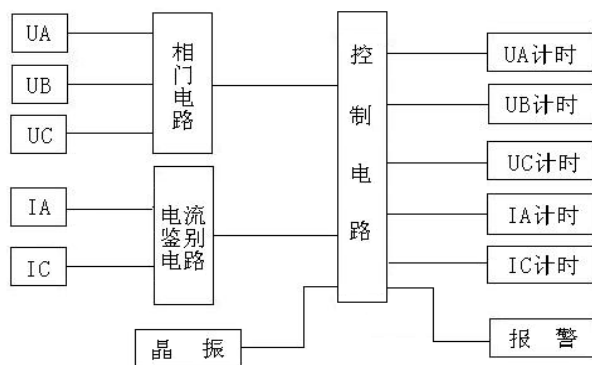 UA
UB
UC
相门电路
IA
IC
电流
鉴别
电路
晶 振
控制电路
UA计时
UB计时
UC计时
IA计时
IC计时
报 警